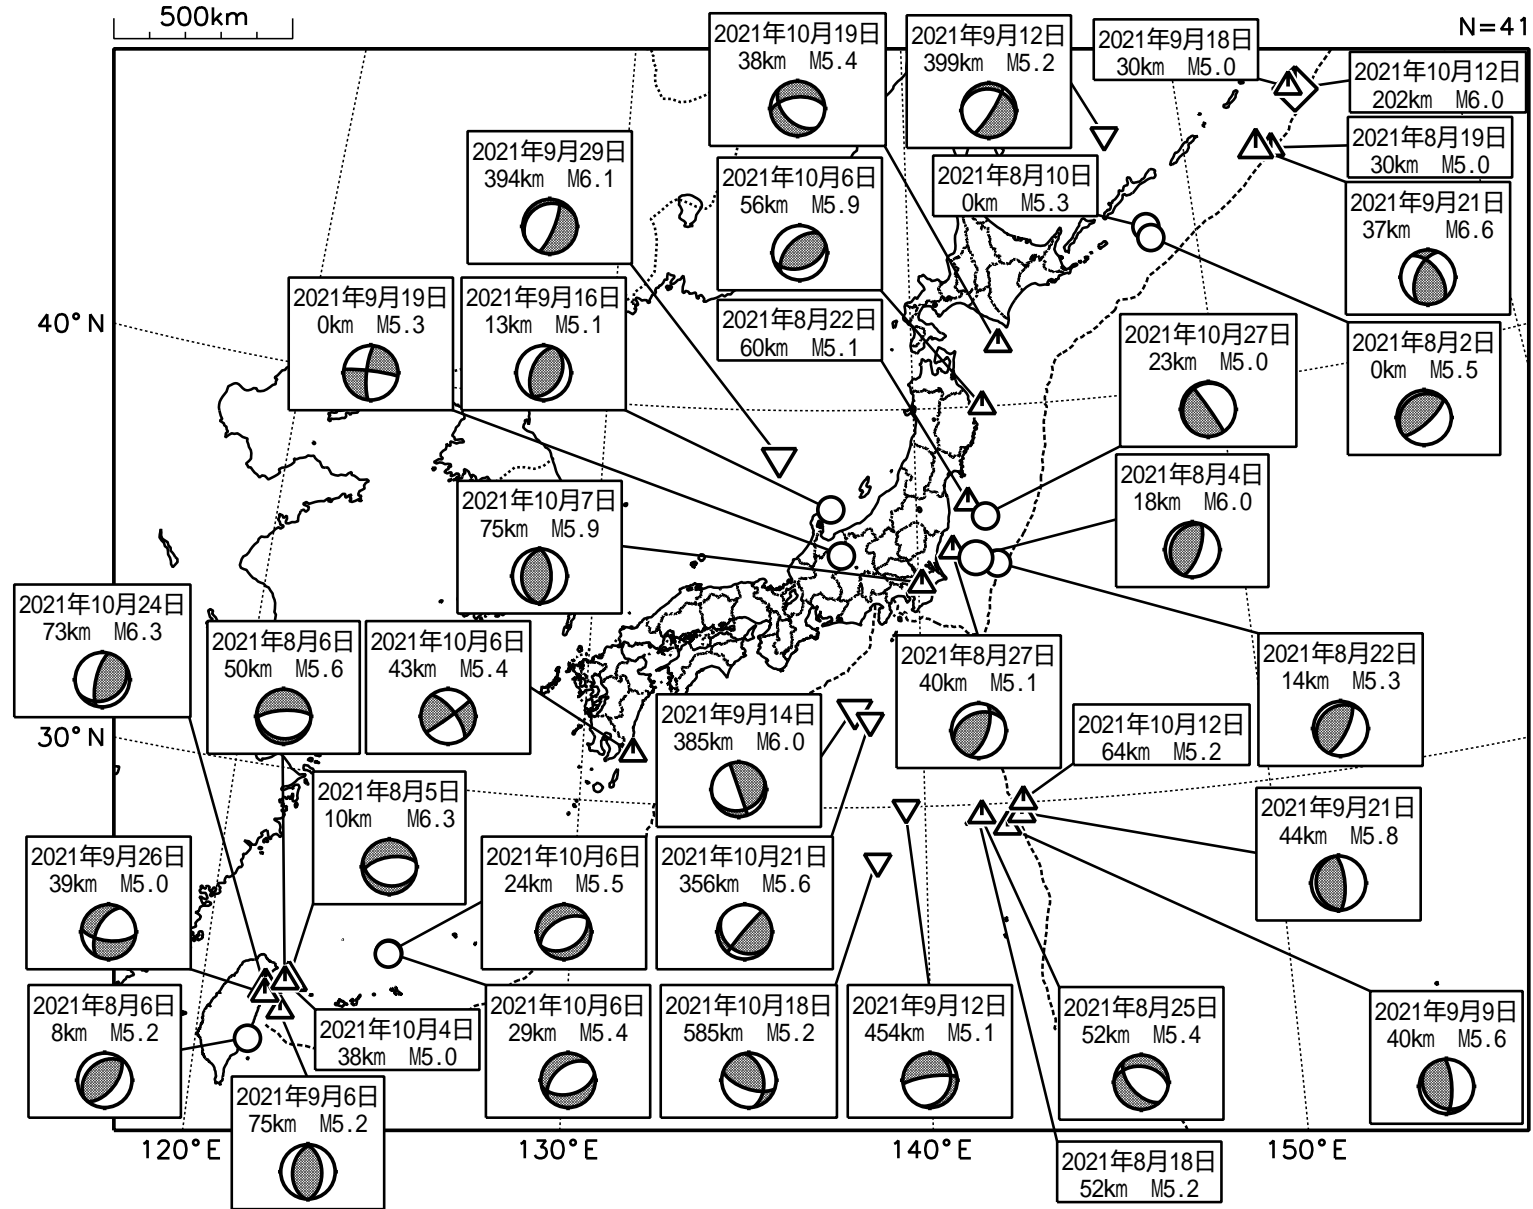 500km
N=41
2021年10月19日
38km M5.4
2021年9月12日
399km M5.2
2021年9月18日
30km M5.0
2021年10月12日
202km M6.0
2021年8月19日
30km M5.0
2021年9月29日
394km M6.1
2021年10月6日
56km M5.9
2021年8月10日
0km M5.3
2021年9月21日
37km M6.6
2021年9月19日
0km M5.3
2021年9月16日
13km M5.1
2021年8月22日
60km M5.1
2021年10月27日
23km M5.0
2021年8月2日
0km M5.5
40°N
2021年10月7日
75km M5.9
2021年8月4日
18km M6.0
2021年10月24日
73km M6.3
2021年8月6日
50km M5.6
2021年10月6日
43km M5.4
2021年8月27日
40km M5.1
2021年8月22日
14km M5.3
30°N
2021年9月14日
385km M6.0
2021年10月12日
64km M5.2
2021年8月5日
10km M6.3
2021年9月21日
44km M5.8
2021年9月26日
39km M5.0
2021年10月6日
24km M5.5
2021年10月21日
356km M5.6
2021年8月6日
8km M5.2
2021年10月4日
38km M5.0
2021年10月6日
29km M5.4
2021年10月18日
585km M5.2
2021年9月12日
454km M5.1
2021年8月25日
52km M5.4
2021年9月9日
40km M5.6
2021年9月6日
75km M5.2
2021年8月18日
52km M5.2
120°E
130°E
140°E
150°E